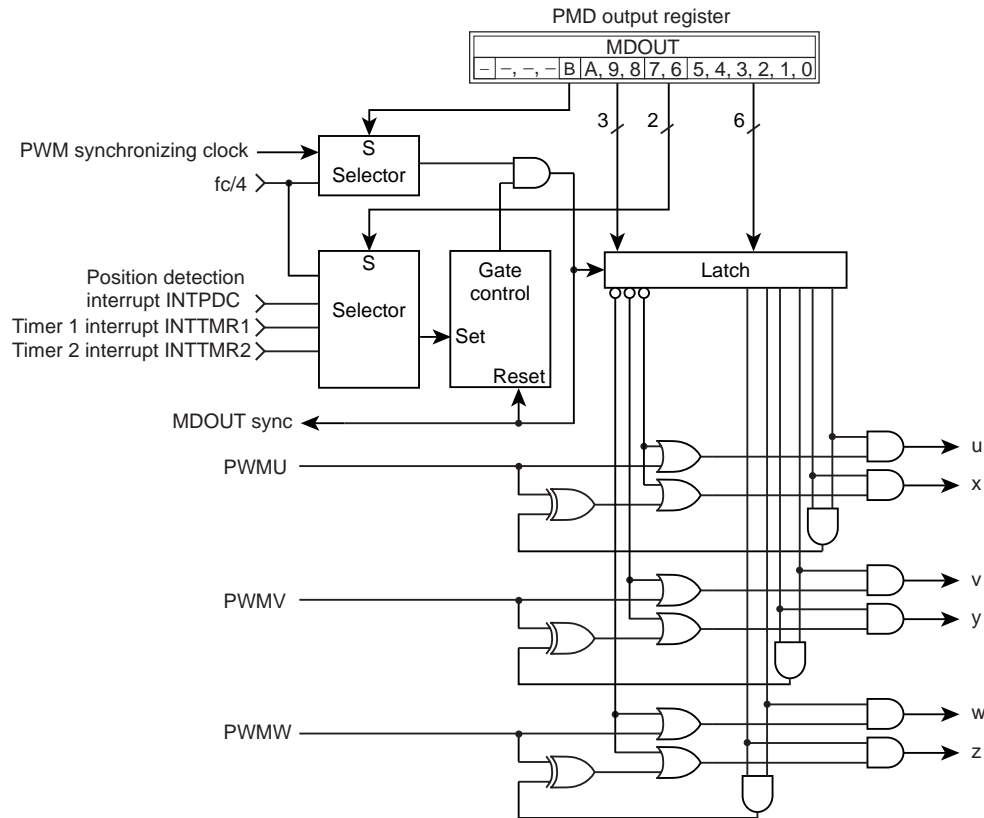 PMD output register
MDOUT
– –, –, – B A, 9, 8 7, 6 5, 4, 3, 2, 1, 0
3 2 6
PWM synchronizing clock
S
Selector
fc/4
S
Selector
Gate
control
Set
Reset
Latch
Position detection
interrupt INTPDC
Timer 1 interrupt INTTMR1
Timer 2 interrupt INTTMR2
MDOUT sync
PWMU
u
x
PWMV
v
y
PWMW
w
z